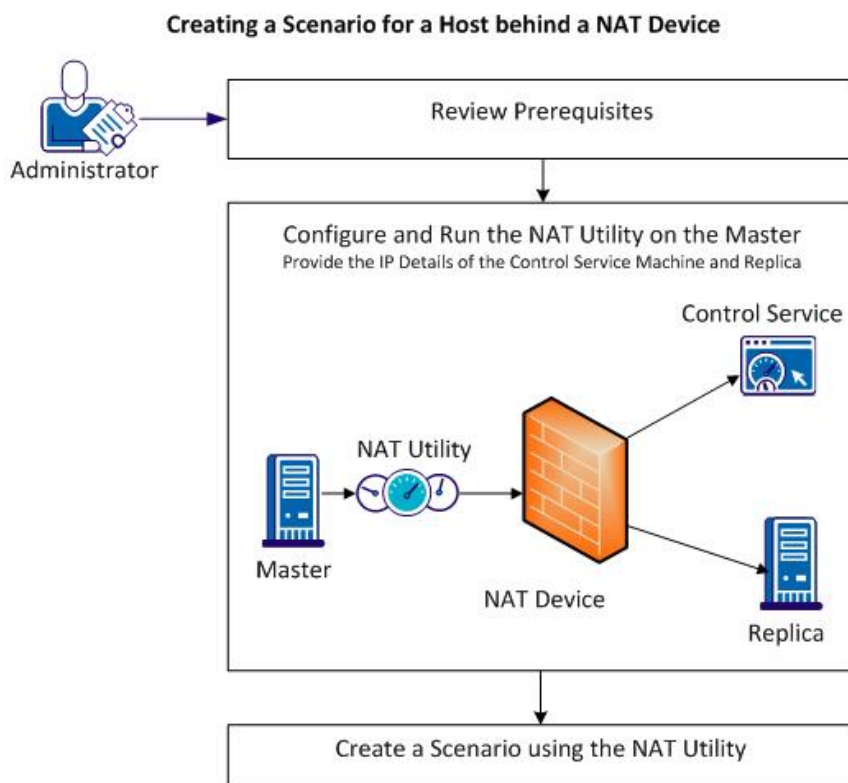 Creating a Scenario for a Host behind a NAT Device
Administrator
Review Prerequisites
Configure and Run the NAT Utility on the Master
Provide the IP Details of the Control Service Machine and Replica
Control Service
NAT Utility
Master
NAT Device
Replica
Create a Scenario using the NAT Utility